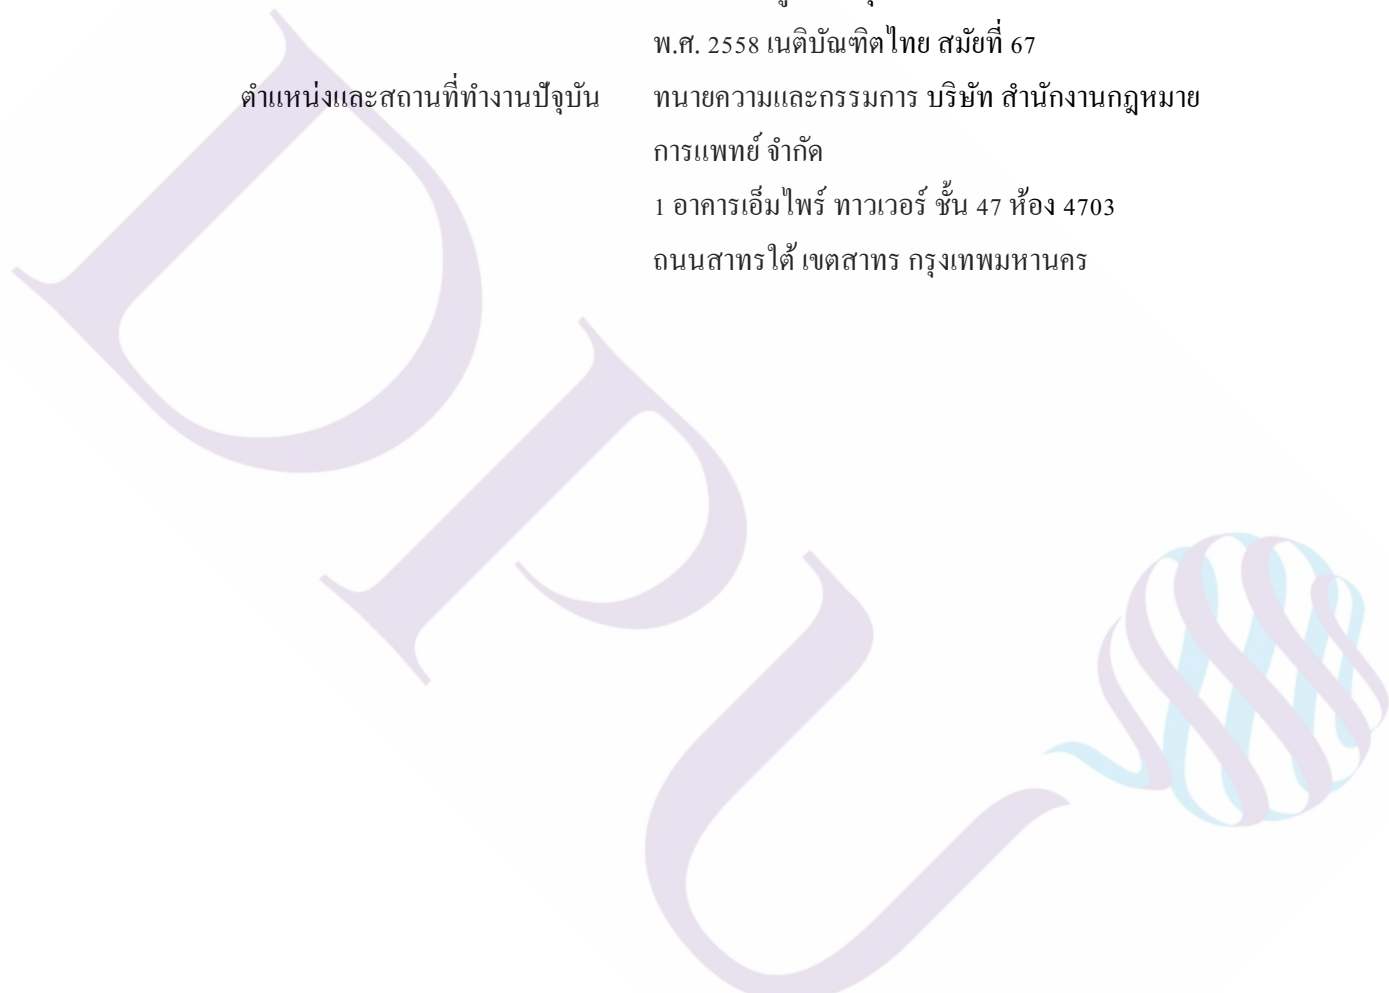 พ.ศ. 2558 เนติบัณฑิตไทย สมัยที่ 67
ตำแหน่งและสถานที่ทำงานปัจุบัน ทนายความและกรรมการ บริษัท สำนักงานกฎหมาย
การแพทย์ จำกัด
1 อาคารเอ็มไพร์ ทาวเวอร์ ชั้น 47 ห้อง 4703
ถนนสาทรใต้ เขตสาทร กรุงเทพมหานคร
DPU